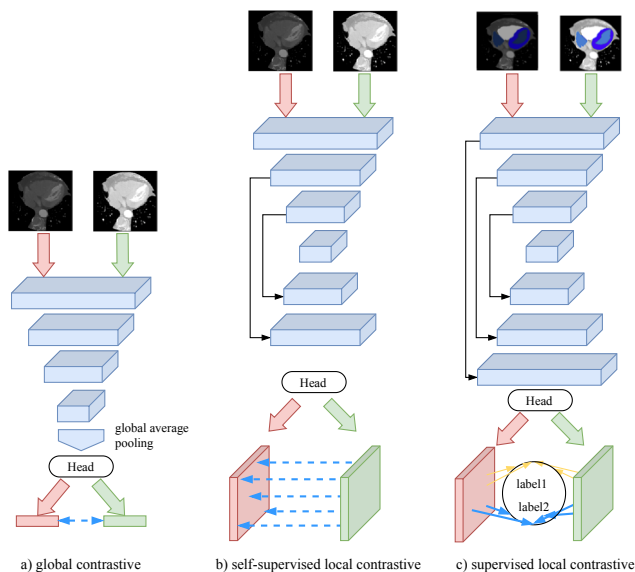 global average
pooling
Head
a) global contrastive
Head
b) self-supervised local contrastive
Head
label1
label2
c) supervised local contrastive